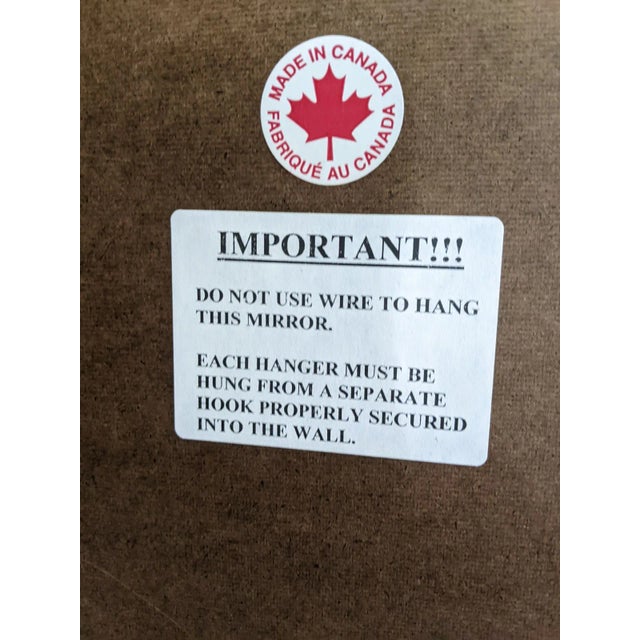 MADE IN CANADA
FABRIQUÉ AU CANADA
IMPORTANT!!!
DO NOT USE WIRE TO HANG
THIS MIRROR.
EACH HANGER MUST BE
HUNG FROM A SEPARATE
HOOK PROPERLY SECURED
INTO THE WALL.